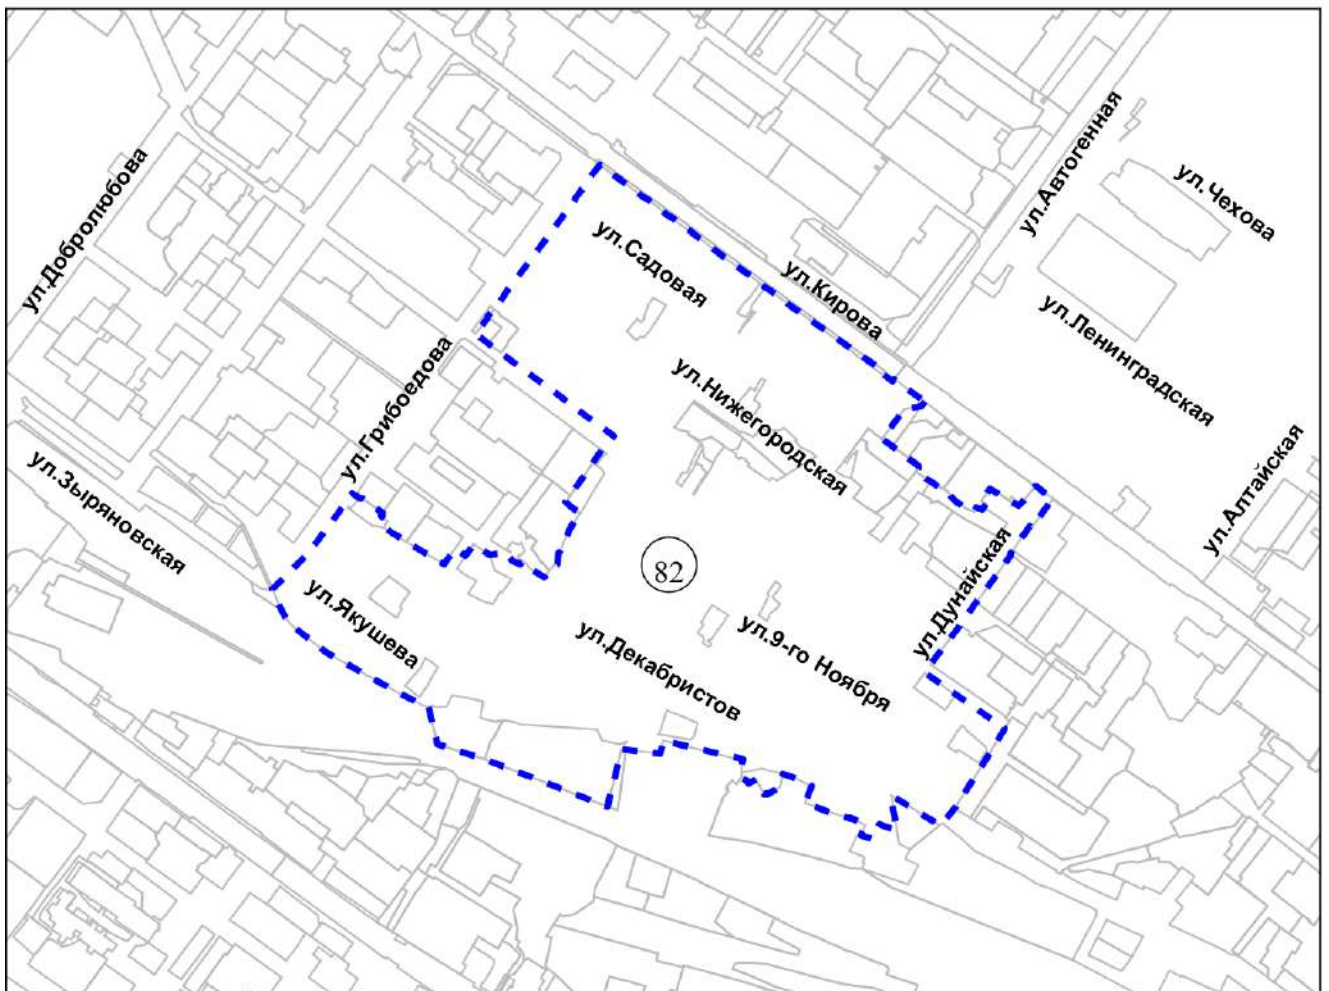 ул.Автогенная
ул.Чехова
ул.Добролюбова
ул.Садовая
ул.Кирова
ул.Ленинградская
ул.Грибоедова
ул.Нижегородская
ул.Зыряновская
ул.Алтайская
82
ул.Дунайская
ул.Якушева
ул.Декабристов
ул.9-го Ноября